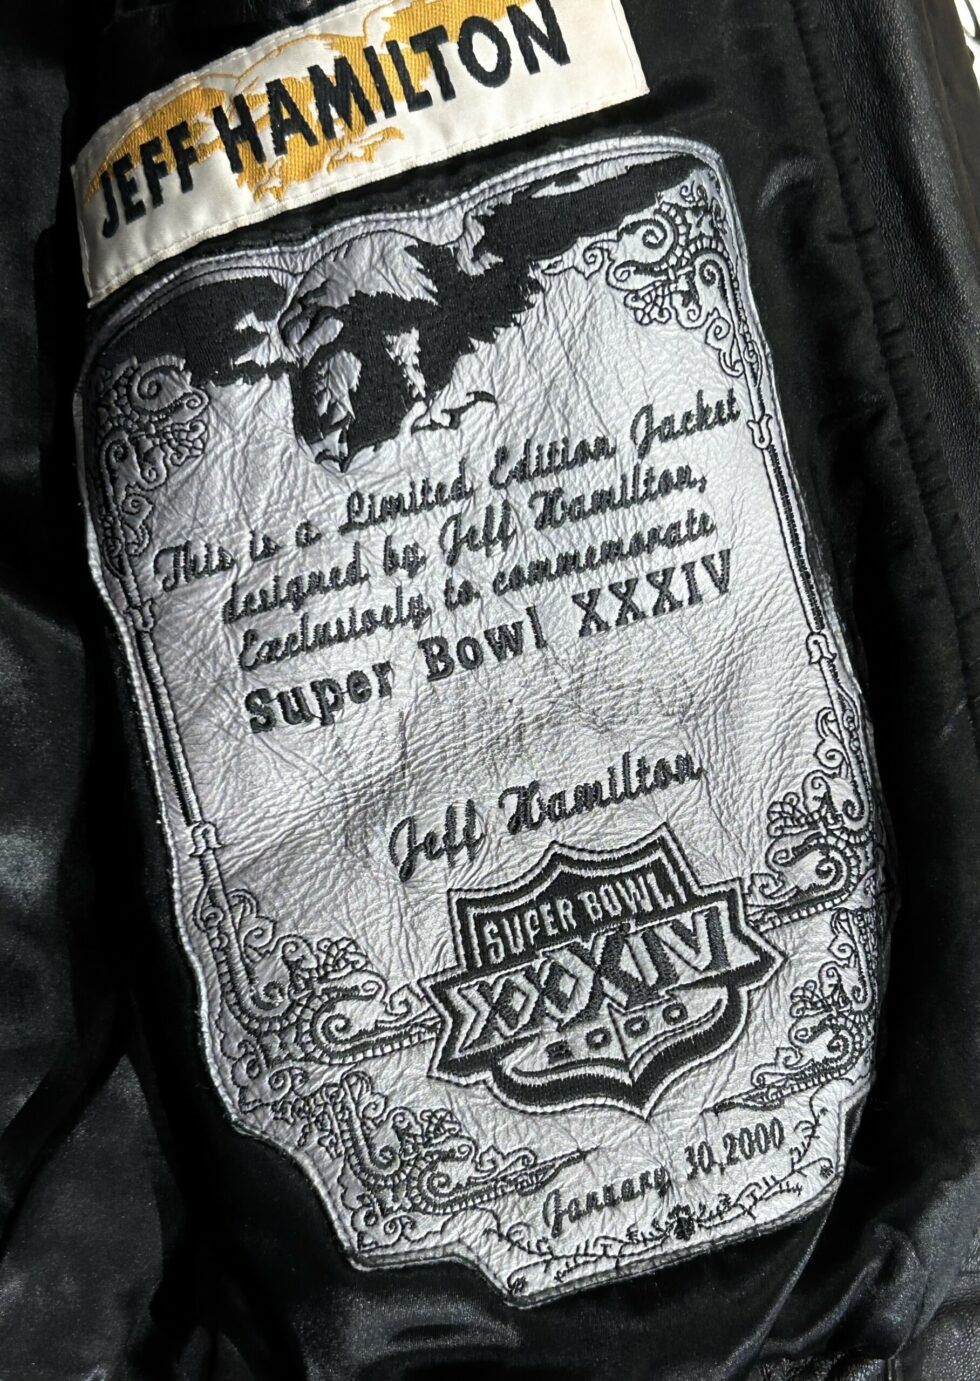 JEFF HAMILTON
This is a Limited Edition Jacket
designed by Jeff Hamilton,
Exclusively to commemorate
Super Bowl XXXIV
Jeff Hamilton
SUPER BOWL
XXXIV
2000
January 30,2000